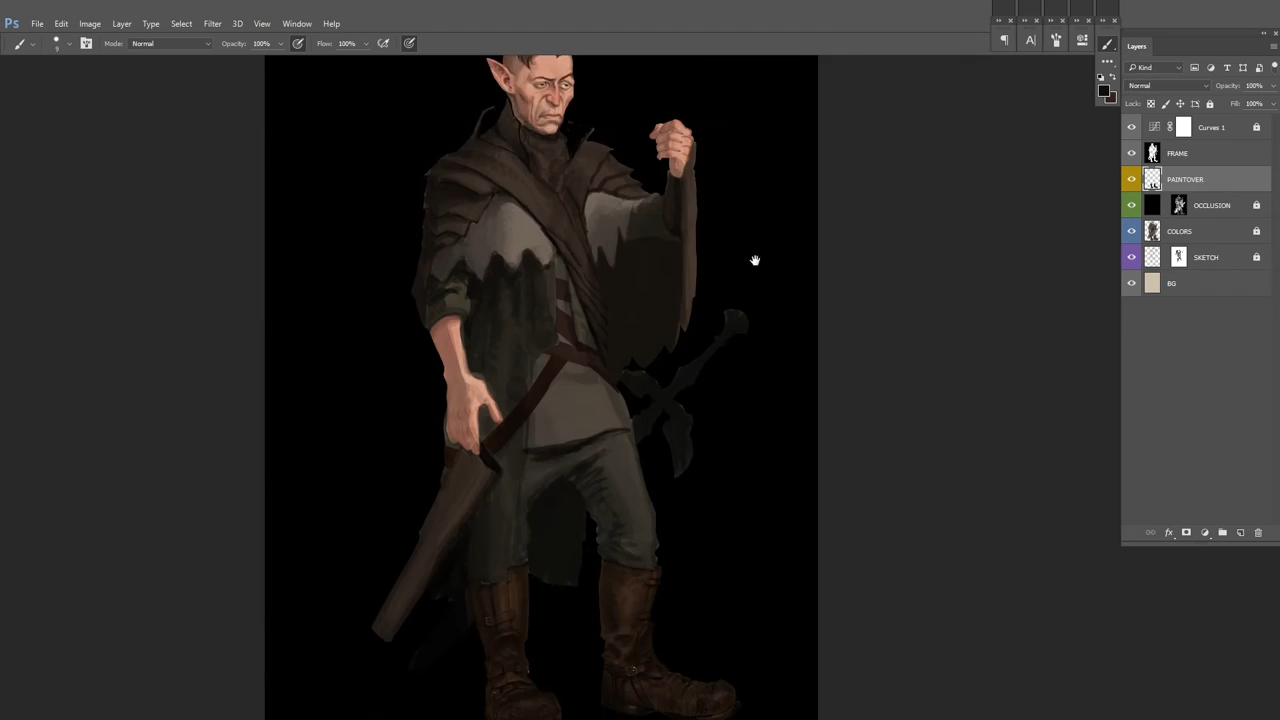 Ps File Edit Image Layer Type Select Filter 3D View Window Help
9 Mode: Normal Opacity: 100% Flow: 100%
Layers
Kind
Normal Opacity: 100%
Lock: Fill: 100%
Curves 1
FRAME
PAINTOVER
OCCLUSION
COLORS
SKETCH
BG